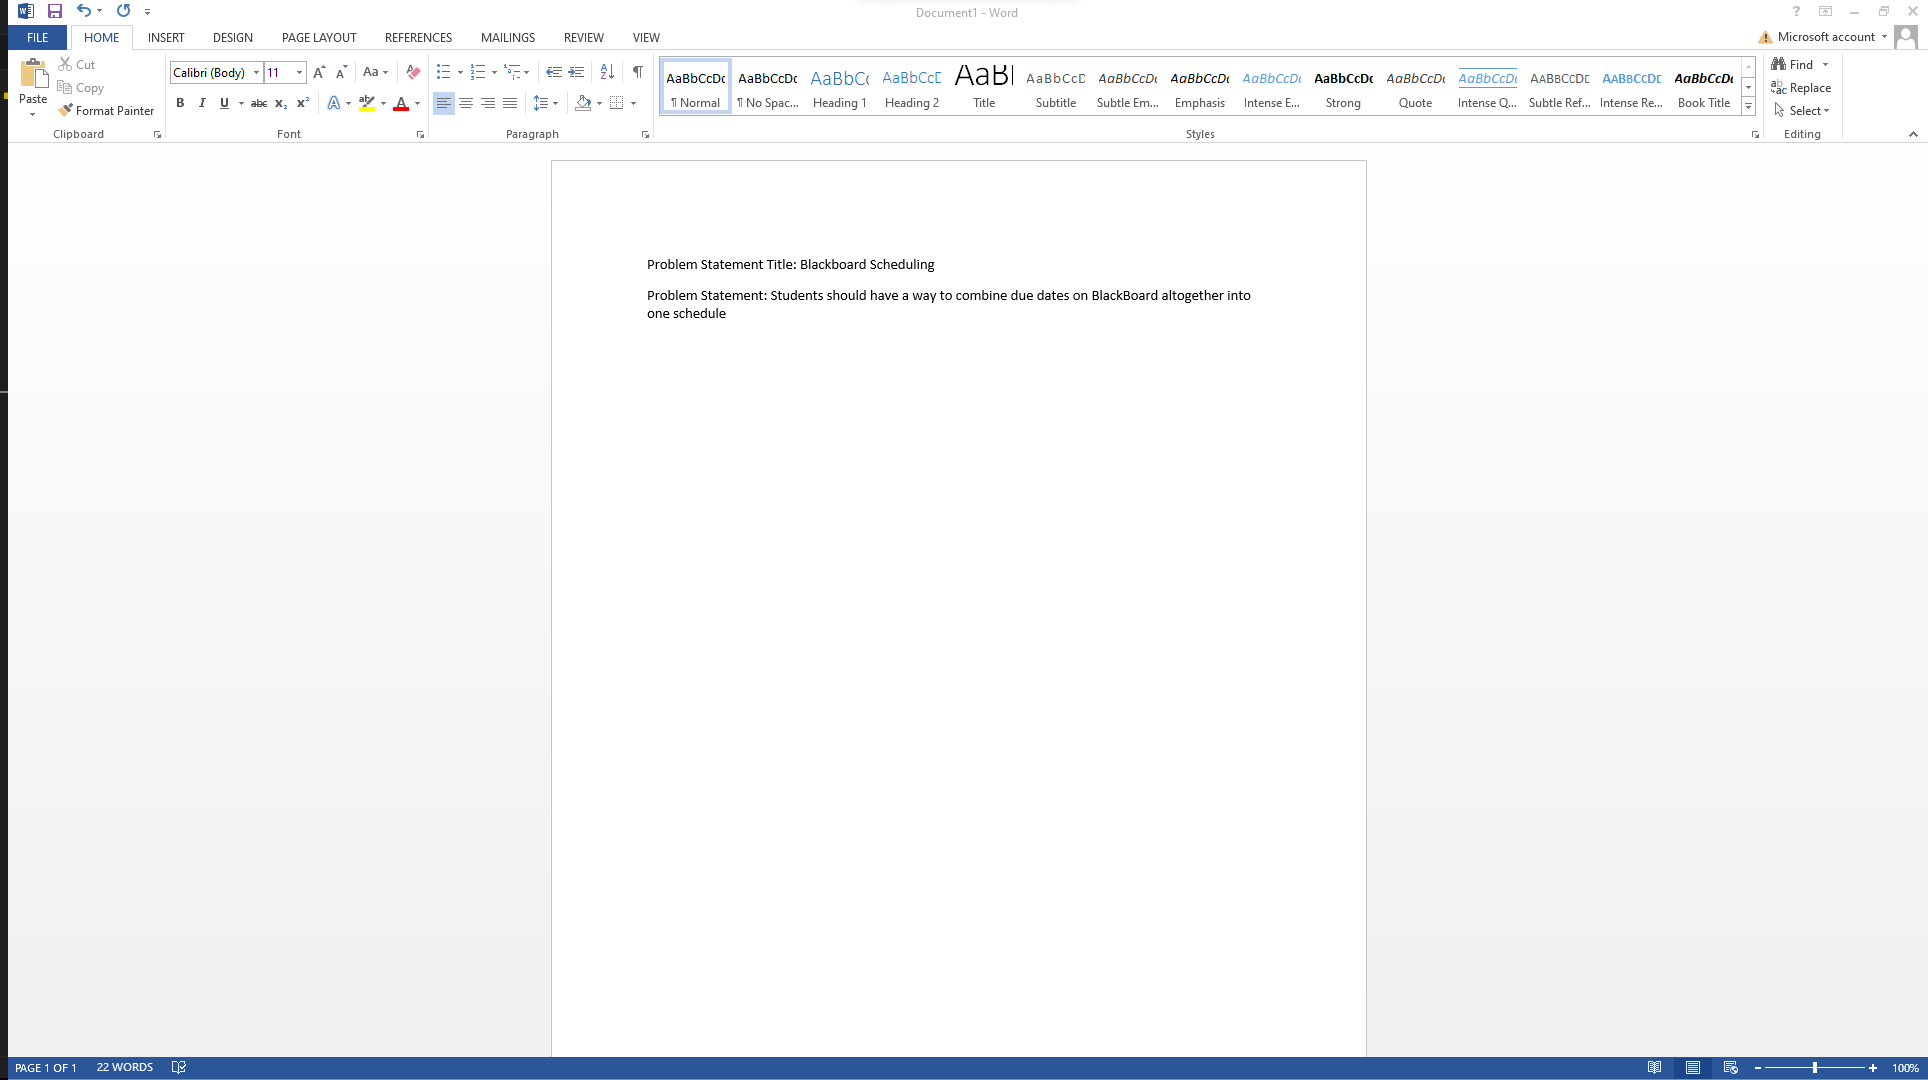 Document1 - Word
?
FILE HOME INSERT DESIGN PAGE LAYOUT REFERENCES MAILINGS REVIEW VIEW Microsoft account
Paste
Cut
Copy
Format Painter
Clipboard
Calibri (Body) 11
Font
Paragraph
AaBbCcDc ¶ Normal
AaBbCcDc ¶ No Spac...
AaBbC( Heading 1
AaBbCcE Heading 2
AaBl Title
AaBbCcD Subtitle
AaBbCcDc Subtle Em...
AaBbCcDc Emphasis
AaBbCcDc Intense E...
AaBbCcDc Strong
AaBbCcDc Quote
AaBbCcDc Intense Q...
AABBCCDE Subtle Ref...
AABBCCDE Intense Re...
AaBbCcDc Book Title
Styles
Find
Replace
Select
Editing
Problem Statement Title: Blackboard Scheduling
Problem Statement: Students should have a way to combine due dates on BlackBoard altogether into
one schedule
PAGE 1 OF 1 22 WORDS 100%